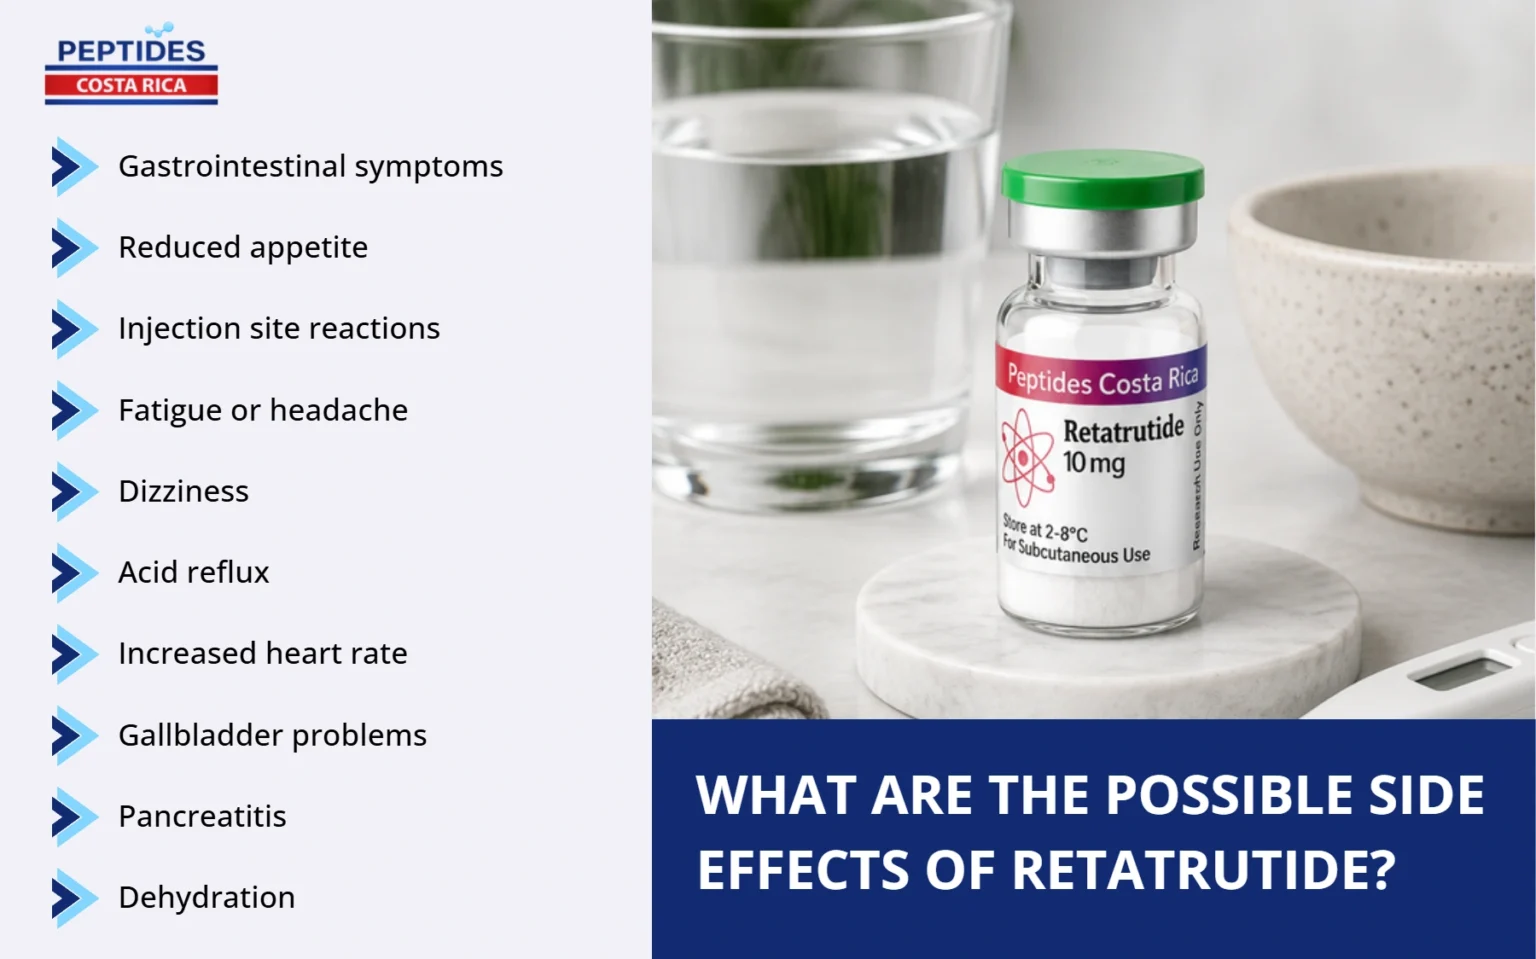 PEPTIDES
COSTA RICA
Gastrointestinal symptoms
Reduced appetite
Injection site reactions
Fatigue or headache
Dizziness
Acid reflux
Increased heart rate
Gallbladder problems
Pancreatitis
Dehydration
Peptides Costa Rica
Retatrutide
10 mg
Store at 2-8°C
For Subcutaneous Use
Research Use Only
WHAT ARE THE POSSIBLE SIDE
EFFECTS OF RETATRUTIDE?